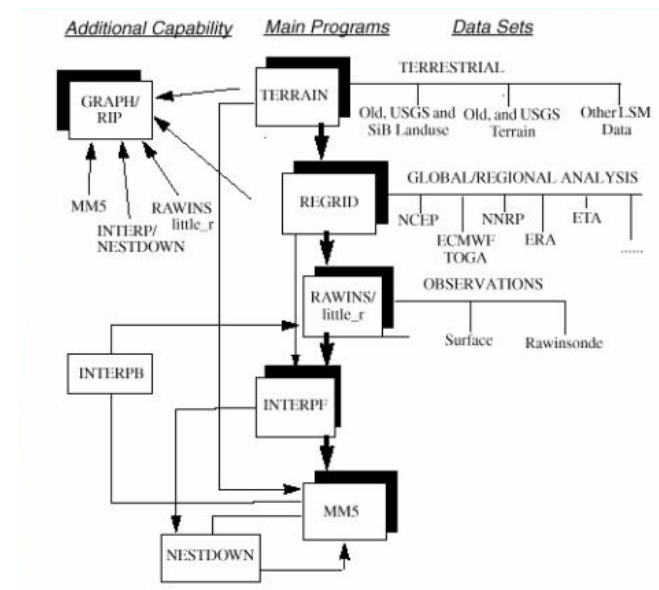 Additional Capability
Main Programs
Data Sets
GRAPH/
RIP
TERRAIN
TERRESTRIAL
Old, USGS and
SiB Landuse
Old, and USGS
Terrain
Other LSM
Data
MM5
INTERP/
NESTDOWN
RAWINS
little_r
REGRID
GLOBAL/REGIONAL ANALYSIS
NCEP
ECMWF
TOGA
NNRP
ERA
ETA
......
RAWINS/
little_r
OBSERVATIONS
Surface
Rawinsonde
INTERPB
INTERPF
MM5
NESTDOWN